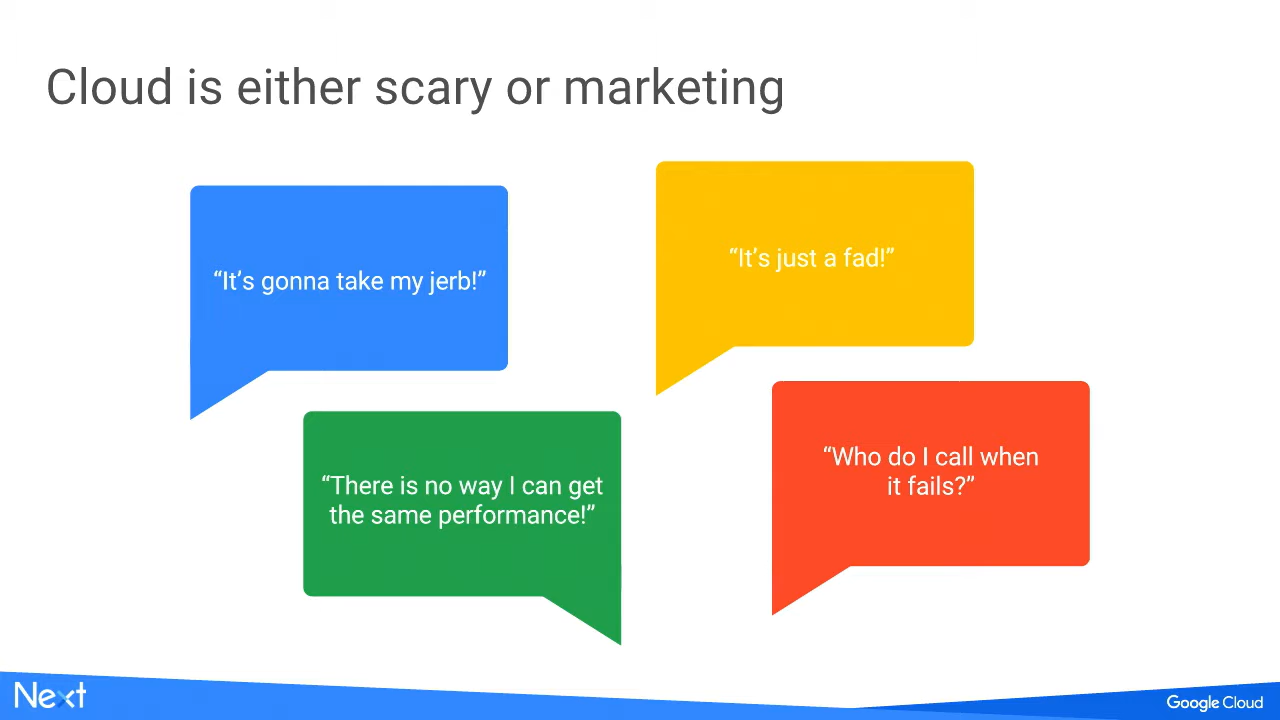 Cloud is either scary or marketing
“It’s gonna take my jerb!”
“It’s just a fad!”
“There is no way I can get
the same performance!”
“Who do I call when
it fails?”
Next
Google Cloud